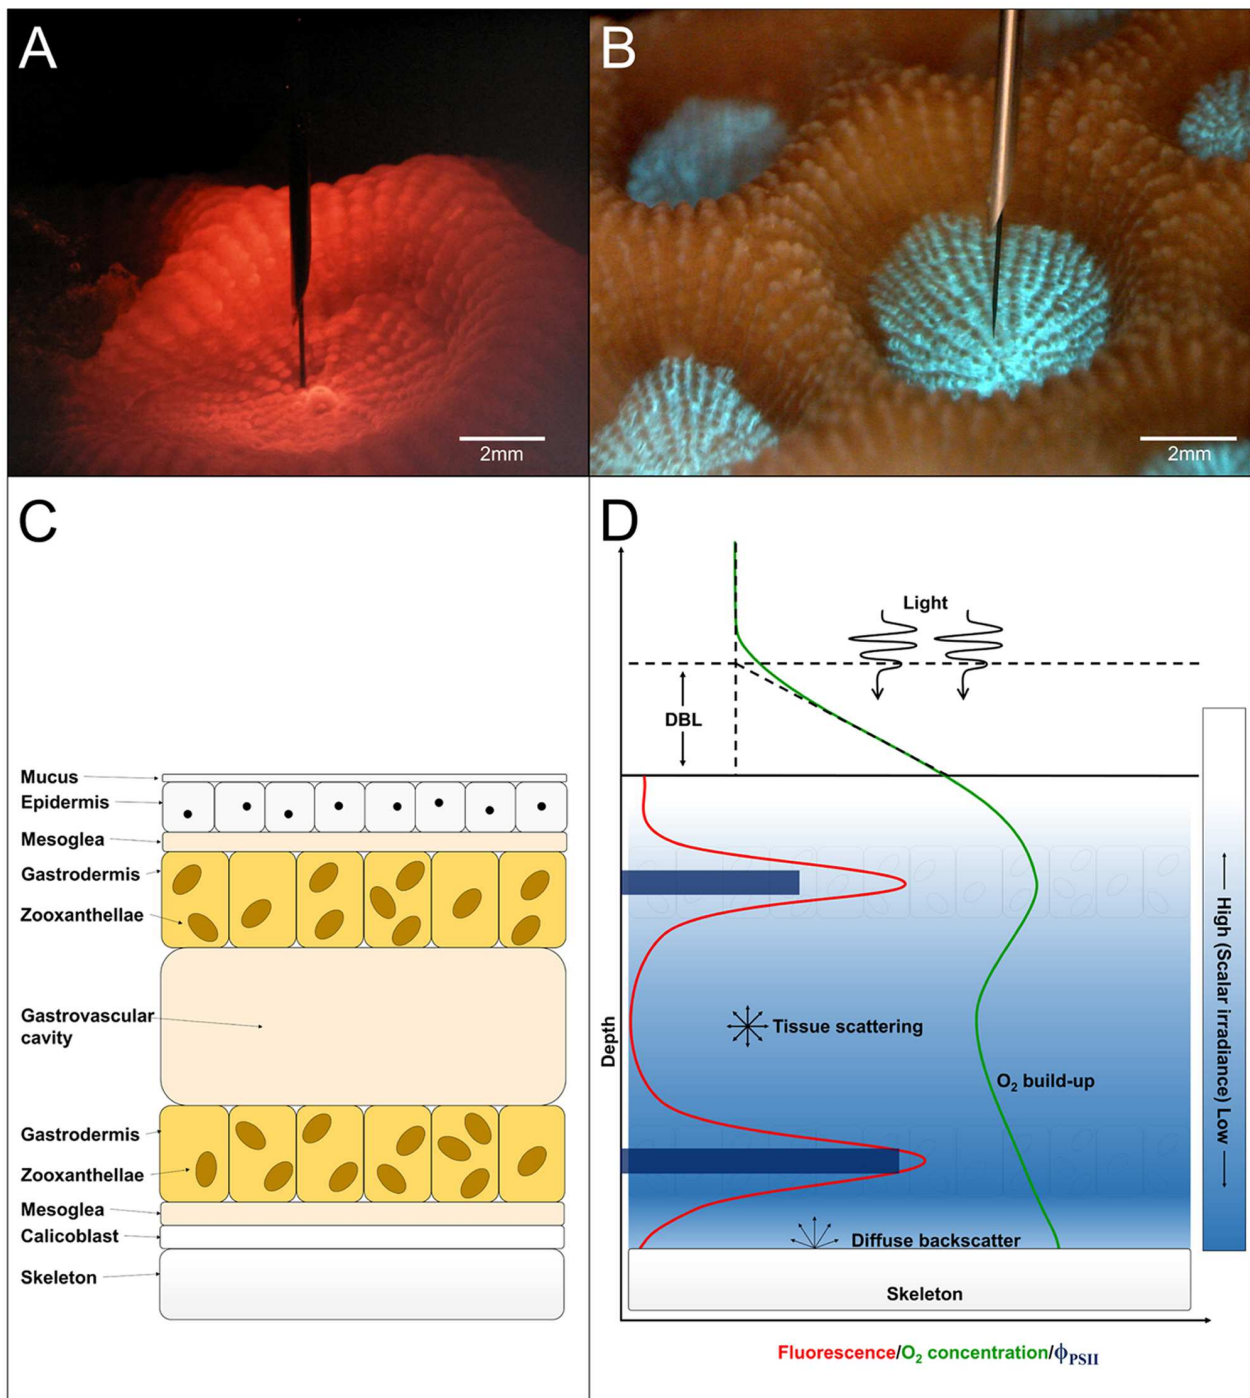 A
2mm
B
2mm
C
Mucus
Epidermis
Mesoglea
Gastrodermis
Zooxanthellae
Gastrovascular
cavity
Gastrodermis
Zooxanthellae
Mesoglea
Calicoblast
Skeleton
D
Light
DBL
Depth
Tissue scattering
O₂ build-up
Diffuse backscatter
Skeleton
High (Scalar irradiance) Low
Fluorescence/O₂ concentration/ϕPSII